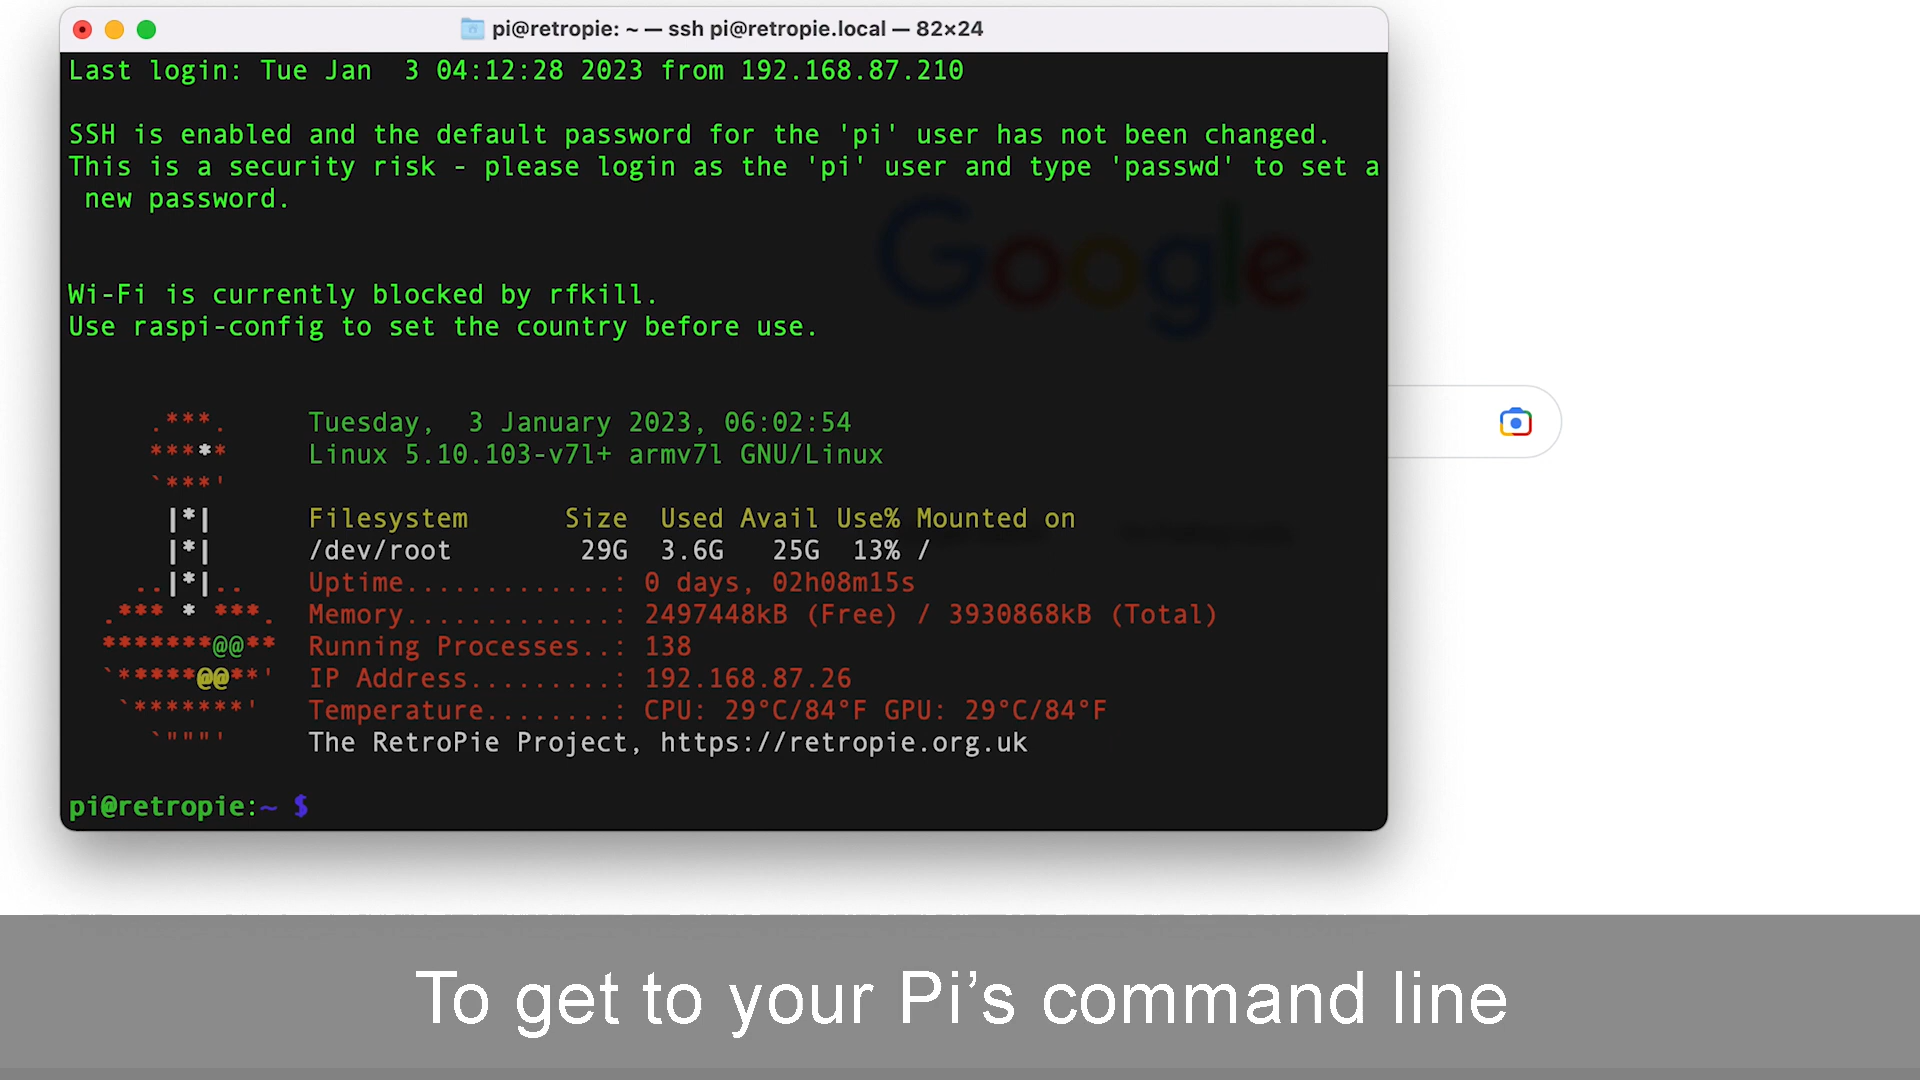 pi@retropie: ~ — ssh pi@retropie.local — 82×24
Last login: Tue Jan  3 04:12:28 2023 from 192.168.87.210
SSH is enabled and the default password for the 'pi' user has not been changed.
This is a security risk - please login as the 'pi' user and type 'passwd' to set a
 new password.
Google
Wi-Fi is currently blocked by rfkill.
Use raspi-config to set the country before use.
   .***.    Tuesday,  3 January 2023, 06:02:54
   *****    Linux 5.10.103-v7l+ armv7l GNU/Linux
   `***'
    |*|     Filesystem      Size  Used Avail Use% Mounted on
    |*|     /dev/root        29G  3.6G   25G  13% /
  ..|*|..   Uptime.............: 0 days, 02h08m15s
.*** * ***. Memory.............: 2497448kB (Free) / 3930868kB (Total)
*******@@** Running Processes..: 138
`*****@@**' IP Address.........: 192.168.87.26
 `*******'  Temperature........: CPU: 29°C/84°F GPU: 29°C/84°F
   `"""'    The RetroPie Project, https://retropie.org.uk
pi@retropie:~ $
To get to your Pi’s command line